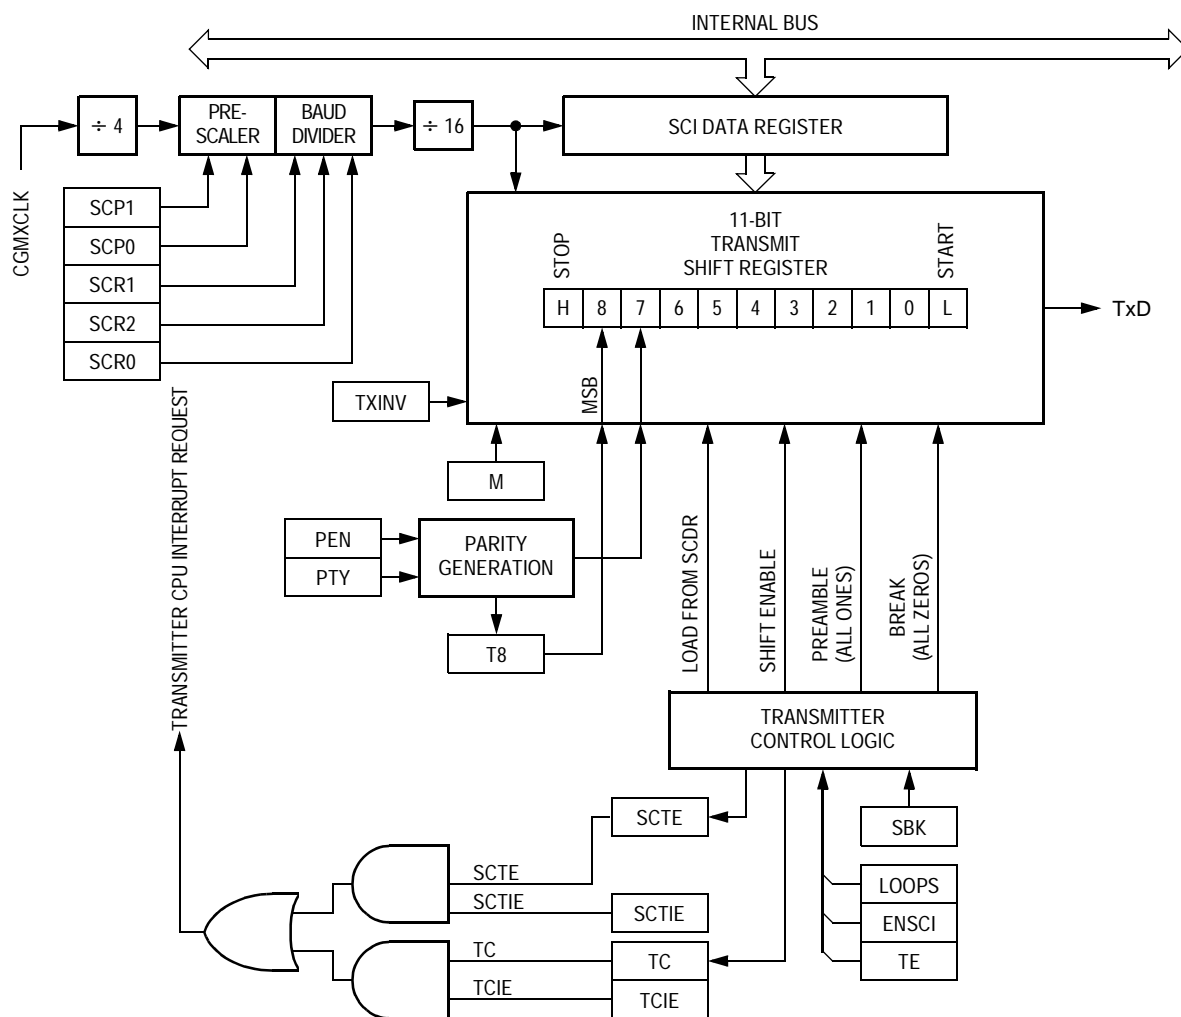 INTERNAL BUS
÷ 4
PRE-
SCALER
BAUD
DIVIDER
÷ 16
SCI DATA REGISTER
CGMXCLK
SCP1
SCP0
SCR1
SCR2
SCR0
11-BIT
TRANSMIT
SHIFT REGISTER
STOP
START
H 8 7 6 5 4 3 2 1 0 L
TxD
TXINV
MSB
M
TRANSMITTER CPU INTERRUPT REQUEST
PEN
PTY
PARITY
GENERATION
T8
LOAD FROM SCDR
SHIFT ENABLE
PREAMBLE
(ALL ONES)
BREAK
(ALL ZEROS)
TRANSMITTER
CONTROL LOGIC
SCTE
SBK
SCTE
SCTIE
SCTIE
LOOPS
ENSCI
TE
TC
TC
TCIE
TCIE